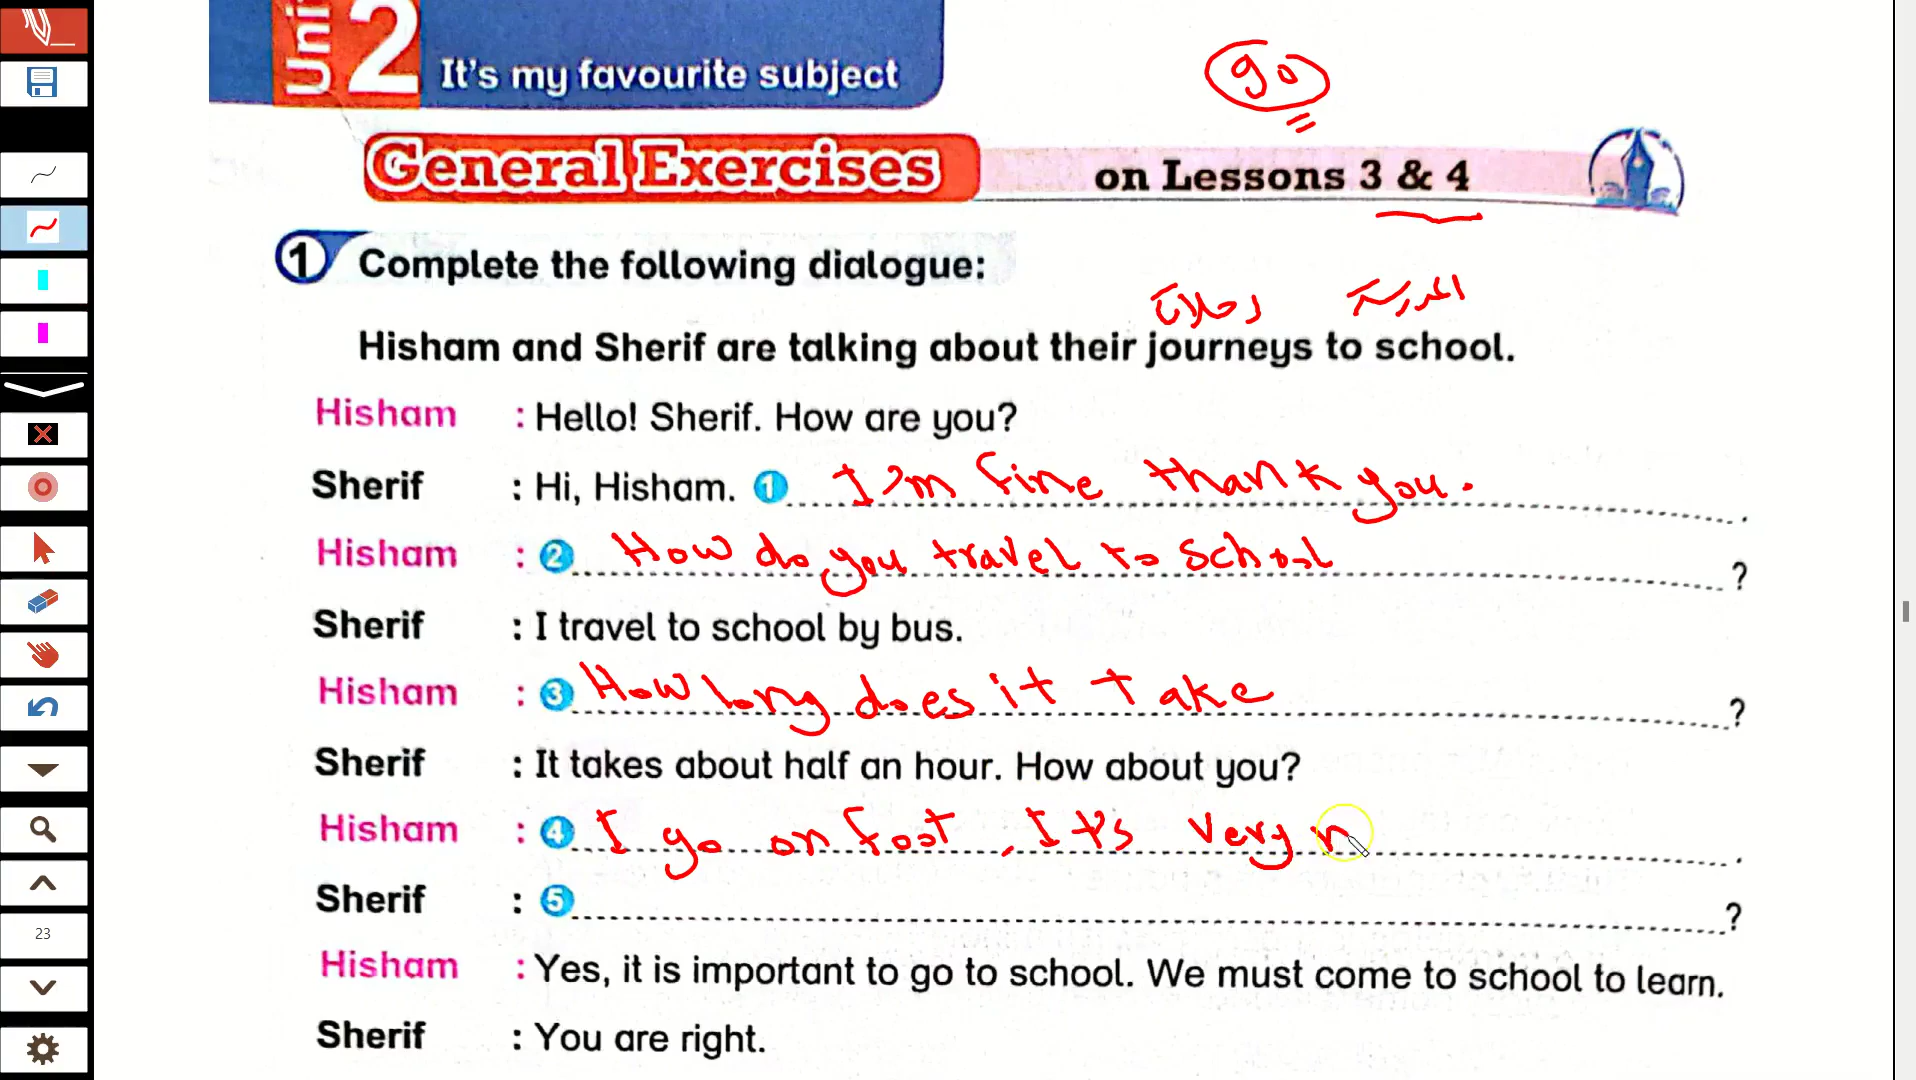 Unit 2
It's my favourite subject
go
General Exercises on Lessons 3 & 4
1 Complete the following dialogue:
رحلات المدرسة
Hisham and Sherif are talking about their journeys to school.
Hisham : Hello! Sherif. How are you?
Sherif : Hi, Hisham. 1 I'm fine thank you. .
Hisham : 2 How do you travel to school ?
Sherif : I travel to school by bus.
Hisham : 3 How long does it take ?
Sherif : It takes about half an hour. How about you?
Hisham : 4 I go on foot, It's very n .
Sherif : 5 ?
Hisham : Yes, it is important to go to school. We must come to school to learn.
Sherif : You are right.
23